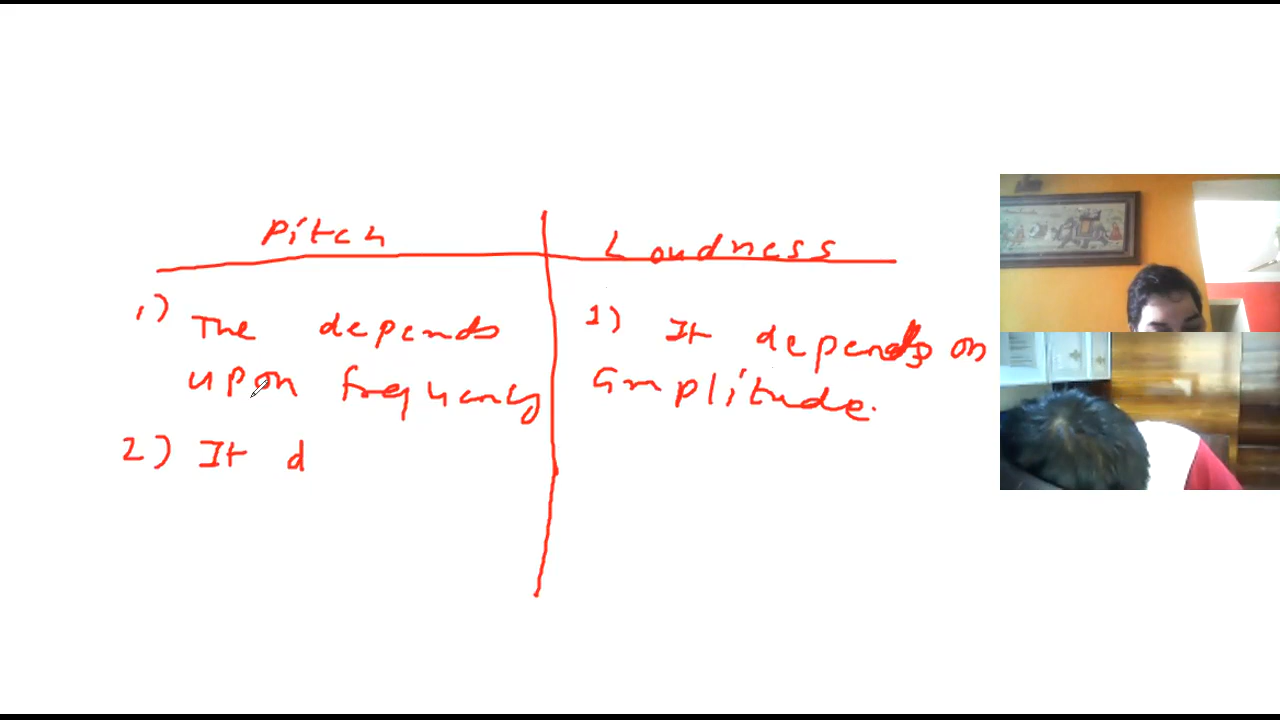 Pitch
Loudness
1) The depends
upon frequency
2) It d
1) It depends on
amplitude.